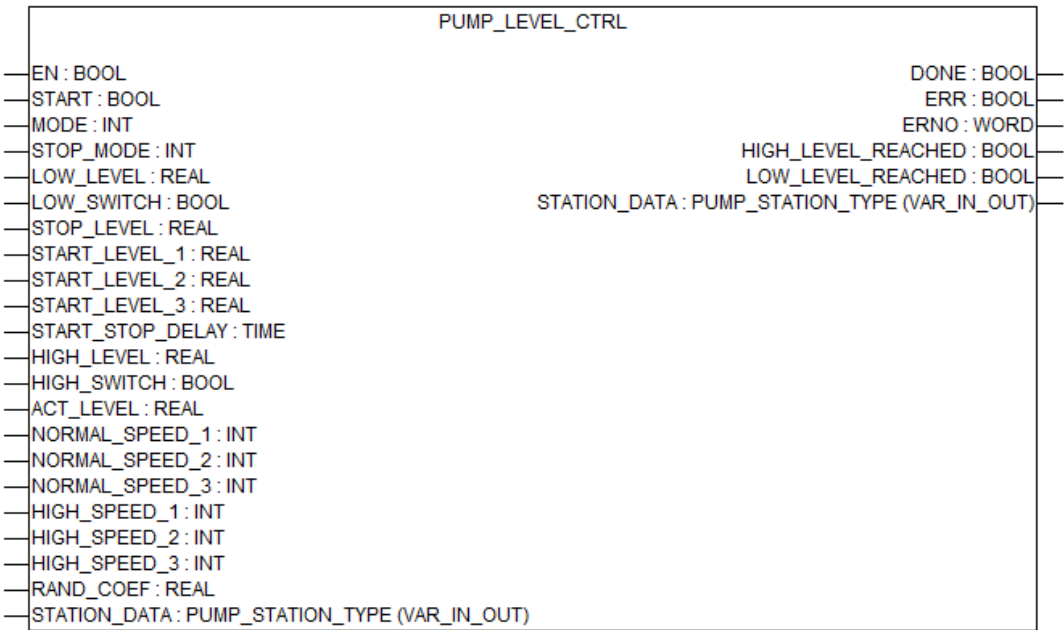 PUMP_LEVEL_CTRL
EN : BOOL DONE : BOOL
START : BOOL ERR : BOOL
MODE : INT ERNO : WORD
STOP_MODE : INT HIGH_LEVEL_REACHED : BOOL
LOW_LEVEL : REAL LOW_LEVEL_REACHED : BOOL
LOW_SWITCH : BOOL STATION_DATA : PUMP_STATION_TYPE (VAR_IN_OUT)
STOP_LEVEL : REAL
START_LEVEL_1 : REAL
START_LEVEL_2 : REAL
START_LEVEL_3 : REAL
START_STOP_DELAY : TIME
HIGH_LEVEL : REAL
HIGH_SWITCH : BOOL
ACT_LEVEL : REAL
NORMAL_SPEED_1 : INT
NORMAL_SPEED_2 : INT
NORMAL_SPEED_3 : INT
HIGH_SPEED_1 : INT
HIGH_SPEED_2 : INT
HIGH_SPEED_3 : INT
RAND_COEF : REAL
STATION_DATA : PUMP_STATION_TYPE (VAR_IN_OUT)